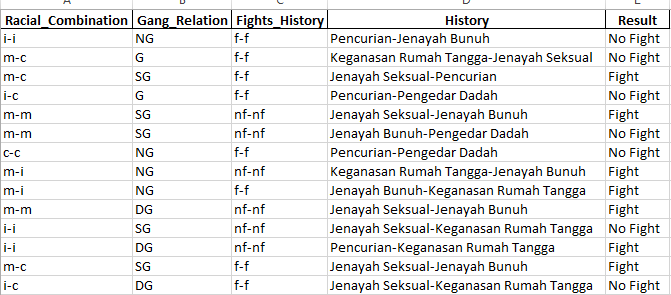 Racial_Combination Gang_Relation Fights_History History Result
i-i NG f-f Pencurian-Jenayah Bunuh No Fight
m-c G f-f Keganasan Rumah Tangga-Jenayah Seksual No Fight
m-c SG f-f Jenayah Seksual-Pencurian Fight
i-c G f-f Pencurian-Pengedar Dadah No Fight
m-m SG nf-nf Jenayah Seksual-Jenayah Bunuh Fight
m-m SG nf-nf Jenayah Bunuh-Pengedar Dadah No Fight
c-c NG f-f Pencurian-Pengedar Dadah No Fight
m-i NG nf-nf Keganasan Rumah Tangga-Jenayah Bunuh Fight
m-i NG f-f Jenayah Bunuh-Keganasan Rumah Tangga Fight
m-m DG nf-nf Jenayah Seksual-Jenayah Bunuh Fight
i-i SG nf-nf Jenayah Seksual-Keganasan Rumah Tangga No Fight
i-i DG nf-nf Pencurian-Keganasan Rumah Tangga Fight
m-c SG f-f Jenayah Seksual-Jenayah Bunuh Fight
i-c DG f-f Jenayah Seksual-Keganasan Rumah Tangga No Fight